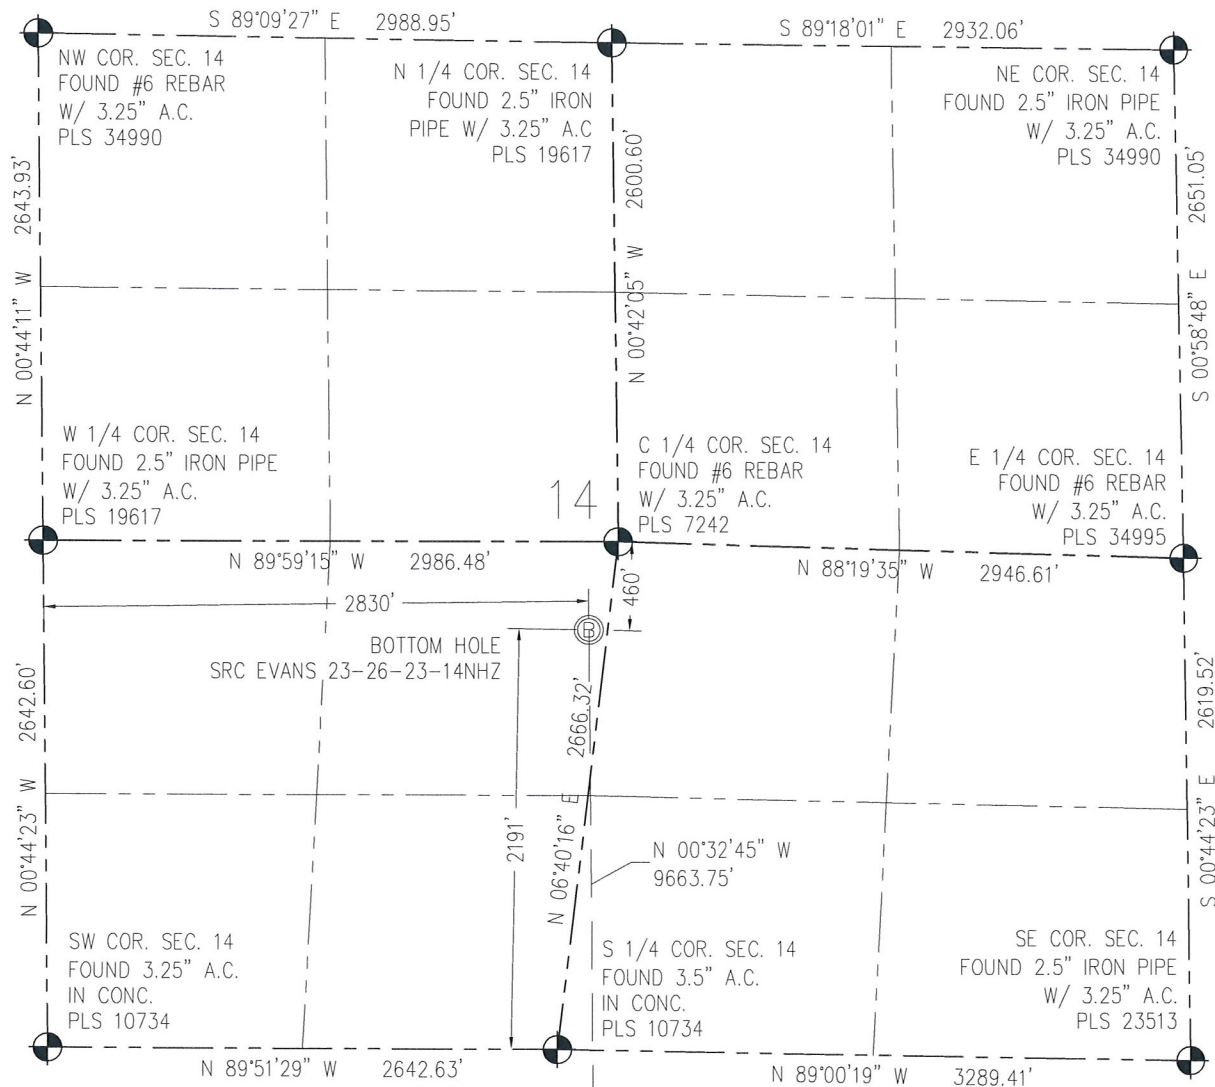 S 89°09'27" E 2988.95'
S 89°18'01" E 2932.06'
NW COR. SEC. 14
FOUND #6 REBAR
W/ 3.25" A.C.
PLS 34990
N 1/4 COR. SEC. 14
FOUND 2.5" IRON
PIPE W/ 3.25" A.C
PLS 19617
NE COR. SEC. 14
FOUND 2.5" IRON PIPE
W/ 3.25" A.C.
PLS 34990
N 00°44'11" W 2643.93'
N 00°42'05" W 2600.60'
S 00°58'48" E 2651.05'
W 1/4 COR. SEC. 14
FOUND 2.5" IRON PIPE
W/ 3.25" A.C.
PLS 19617
14
C 1/4 COR. SEC. 14
FOUND #6 REBAR
W/ 3.25" A.C.
PLS 7242
E 1/4 COR. SEC. 14
FOUND #6 REBAR
W/ 3.25" A.C.
PLS 34995
N 89°59'15" W 2986.48'
N 88°19'35" W 2946.61'
2830'
460'
B
BOTTOM HOLE
SRC EVANS 23-26-23-14NHZ
N 00°44'23" W 2642.60'
2191'
N 06°40'16" E 2666.32'
N 00°32'45" W
9663.75'
S 00°44'23" E 2619.52'
SW COR. SEC. 14
FOUND 3.25" A.C.
IN CONC.
PLS 10734
S 1/4 COR. SEC. 14
FOUND 3.5" A.C.
IN CONC.
PLS 10734
SE COR. SEC. 14
FOUND 2.5" IRON PIPE
W/ 3.25" A.C.
PLS 23513
N 89°51'29" W 2642.63'
N 89°00'19" W 3289.41'